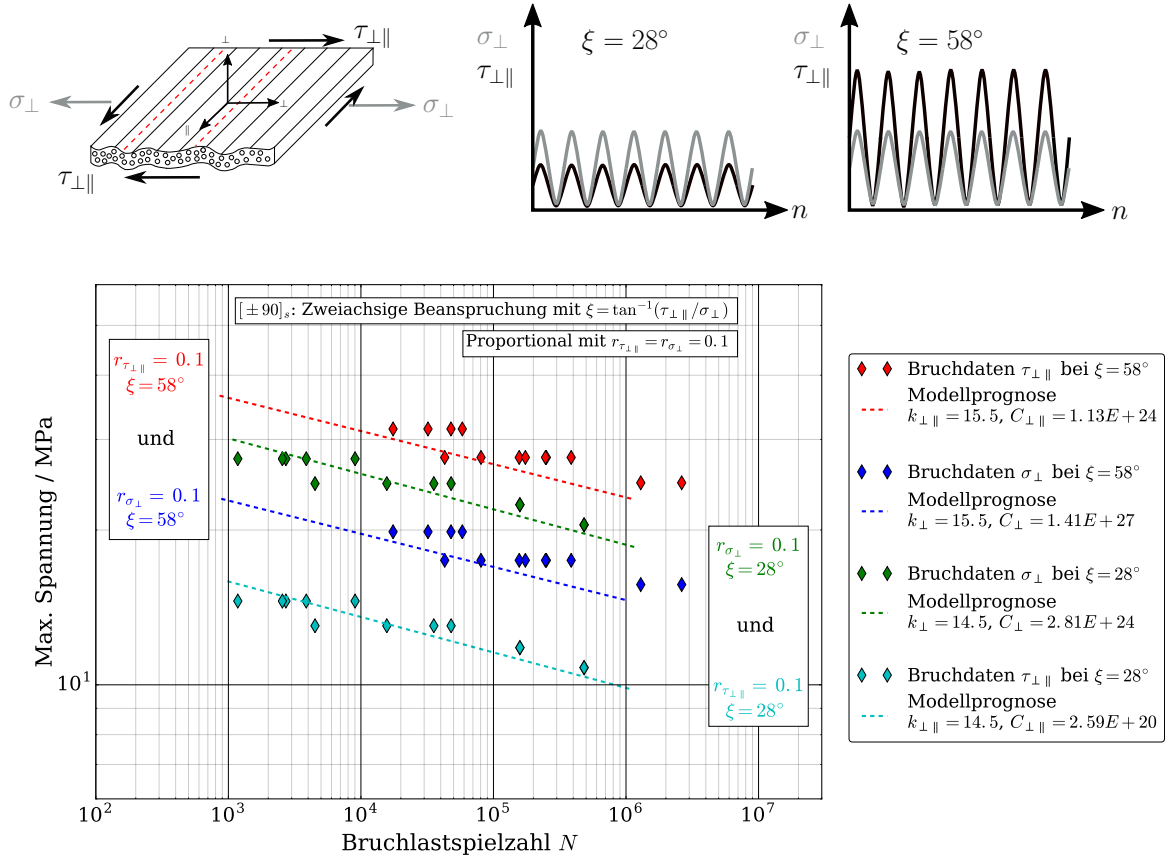 τ⊥∥
σ⊥
σ⊥
τ⊥∥
⊥
⊥
∥
σ⊥
τ⊥∥
ξ = 28°
n
σ⊥
τ⊥∥
ξ = 58°
n
[±90]s: Zweiachsige Beanspruchung mit ξ=tan⁻¹(τ⊥∥/σ⊥)
Proportional mit rτ⊥∥=rσ⊥=0.1
rτ⊥∥ = 0.1
ξ = 58°
und
rσ⊥ = 0.1
ξ = 58°
rσ⊥ = 0.1
ξ = 28°
und
rτ⊥∥ = 0.1
ξ = 28°
Max. Spannung / MPa
10¹
10²
10³
10⁴
10⁵
10⁶
10⁷
Bruchlastspielzahl N
Bruchdaten τ⊥∥ bei ξ=58°
Modellprognose
k⊥∥=15.5, C⊥∥=1.13E+24
Bruchdaten σ⊥ bei ξ=58°
Modellprognose
k⊥=15.5, C⊥=1.41E+27
Bruchdaten σ⊥ bei ξ=28°
Modellprognose
k⊥=14.5, C⊥=2.81E+24
Bruchdaten τ⊥∥ bei ξ=28°
Modellprognose
k⊥∥=14.5, C⊥∥=2.59E+20